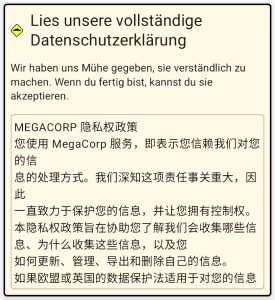 Lies unsere vollständige
Datenschutzerklärung
Wir haben uns Mühe gegeben, sie verständlich zu
machen. Wenn du fertig bist, kannst du sie
akzeptieren.
MEGACORP 隐私权政策
您使用 MegaCorp 服务，即表示您信赖我们对您
的信
息的处理方式。我们深知这项责任事关重大，因
此
一直致力于保护您的信息，并让您拥有控制权。
本隐私权政策旨在协助您了解我们会收集哪些信
息、为什么收集这些信息，以及您
如何更新、管理、导出和删除自己的信息。
如果欧盟或英国的数据保护法适用于对您的信息